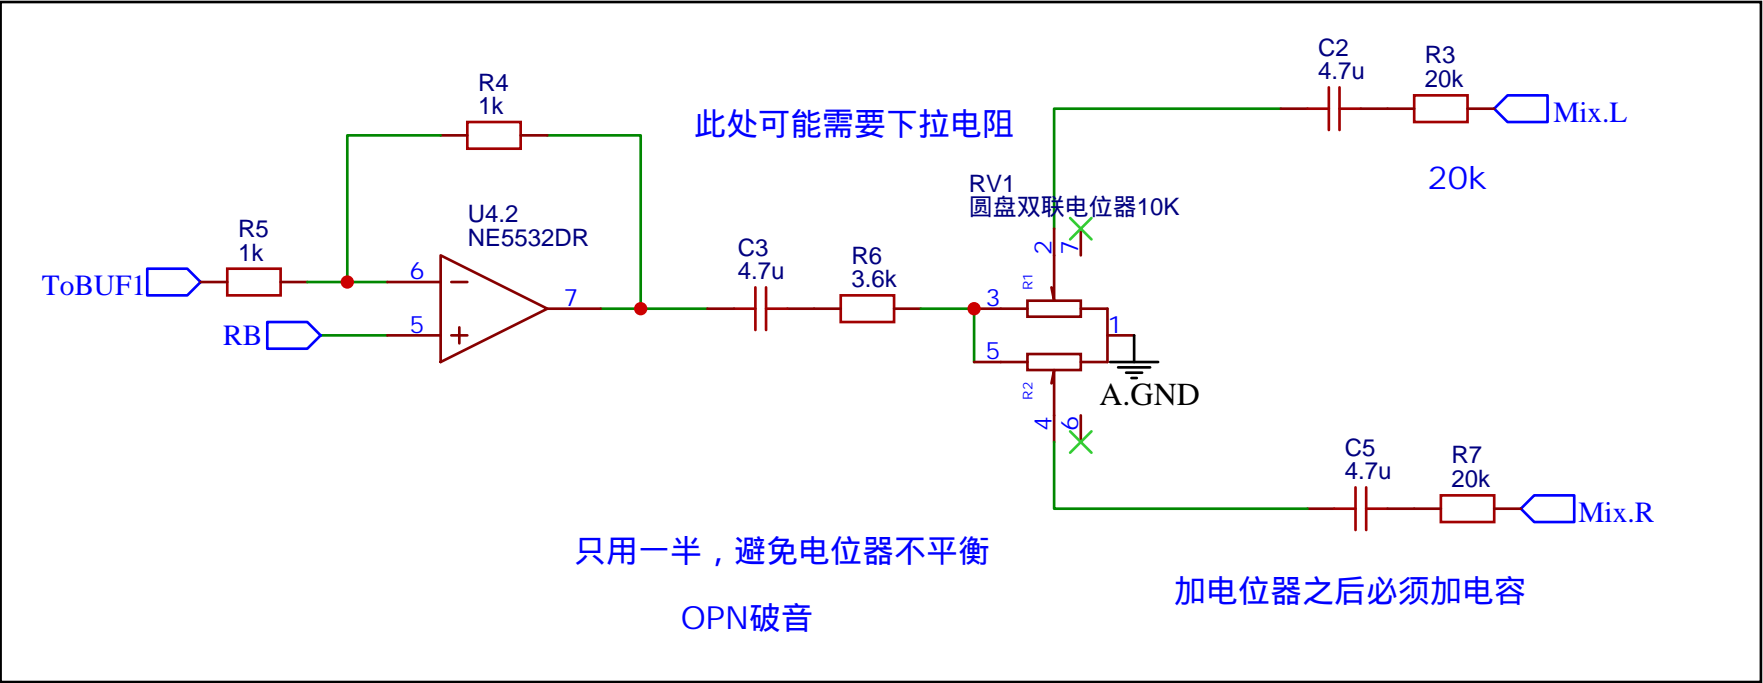 C2
4.7u
R3
20k
Mix.L
R4
1k
此处可能需要下拉电阻
20k
RV1
圆盘双联电位器10K
R5
1k
U4.2
NE5532DR
C3
4.7u
R6
3.6k
2
7
R1
ToBUF1
6
7
3
1
RB
5
5
R2
A.GND
4
6
C5
4.7u
R7
20k
Mix.R
只用一半，避免电位器不平衡
加电位器之后必须加电容
OPN破音